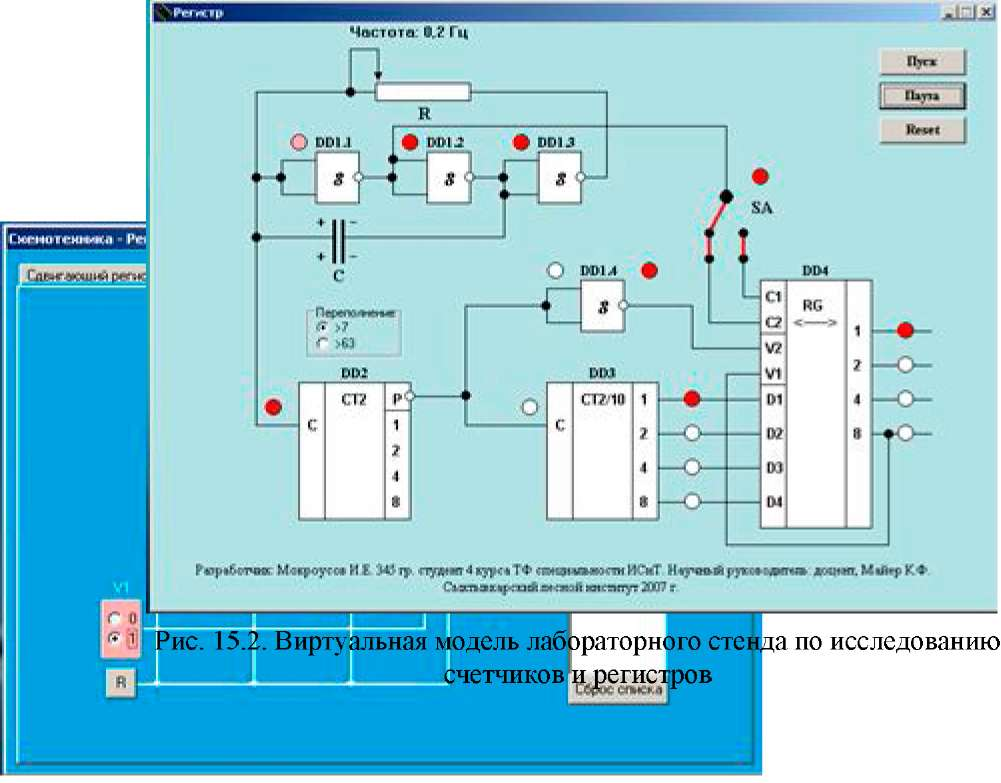 Регистр
Частота: 0,2 Гц
Пуск
Пауза
Reset
R
DD1.1
DD1.2
DD1.3
8
8
8
SA
+ -
+ -
C
DD1.4
8
DD4
C1
C2
V2
V1
D1
D2
D3
D4
RG
<--->
1
2
4
8
Переполнение
>7
>63
DD2
C
CT2
P
1
2
4
8
DD3
C
CT2/10
1
2
4
8
Разработчик: Мокроусов И.Е. 345 гр. студент 4 курса ТФ специальности ИСиТ. Научный руководитель: доцент, Майер К.Ф.
Сыктывкарский лесной институт 2007 г.
Схемотехника - Ре
Сдвигающий регис
V1
0
1
R
Сброс списка
Рис. 15.2. Виртуальная модель лабораторного стенда по исследованию
счетчиков и регистров